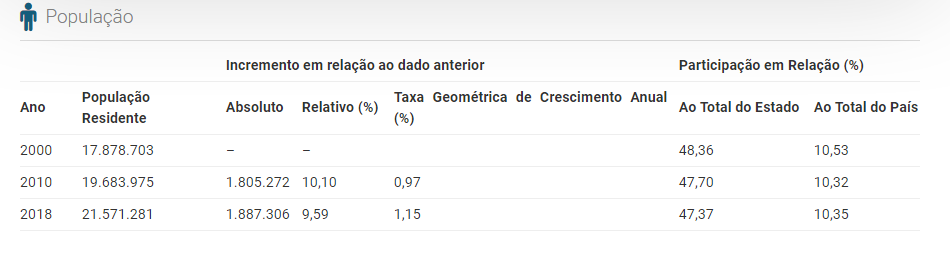 População
Incremento em relação ao dado anterior Participação em Relação (%)
Ano População Residente Absoluto Relativo (%) Taxa Geométrica de Crescimento Anual (%) Ao Total do Estado Ao Total do País
2000 17.878.703 – – 48,36 10,53
2010 19.683.975 1.805.272 10,10 0,97 47,70 10,32
2018 21.571.281 1.887.306 9,59 1,15 47,37 10,35